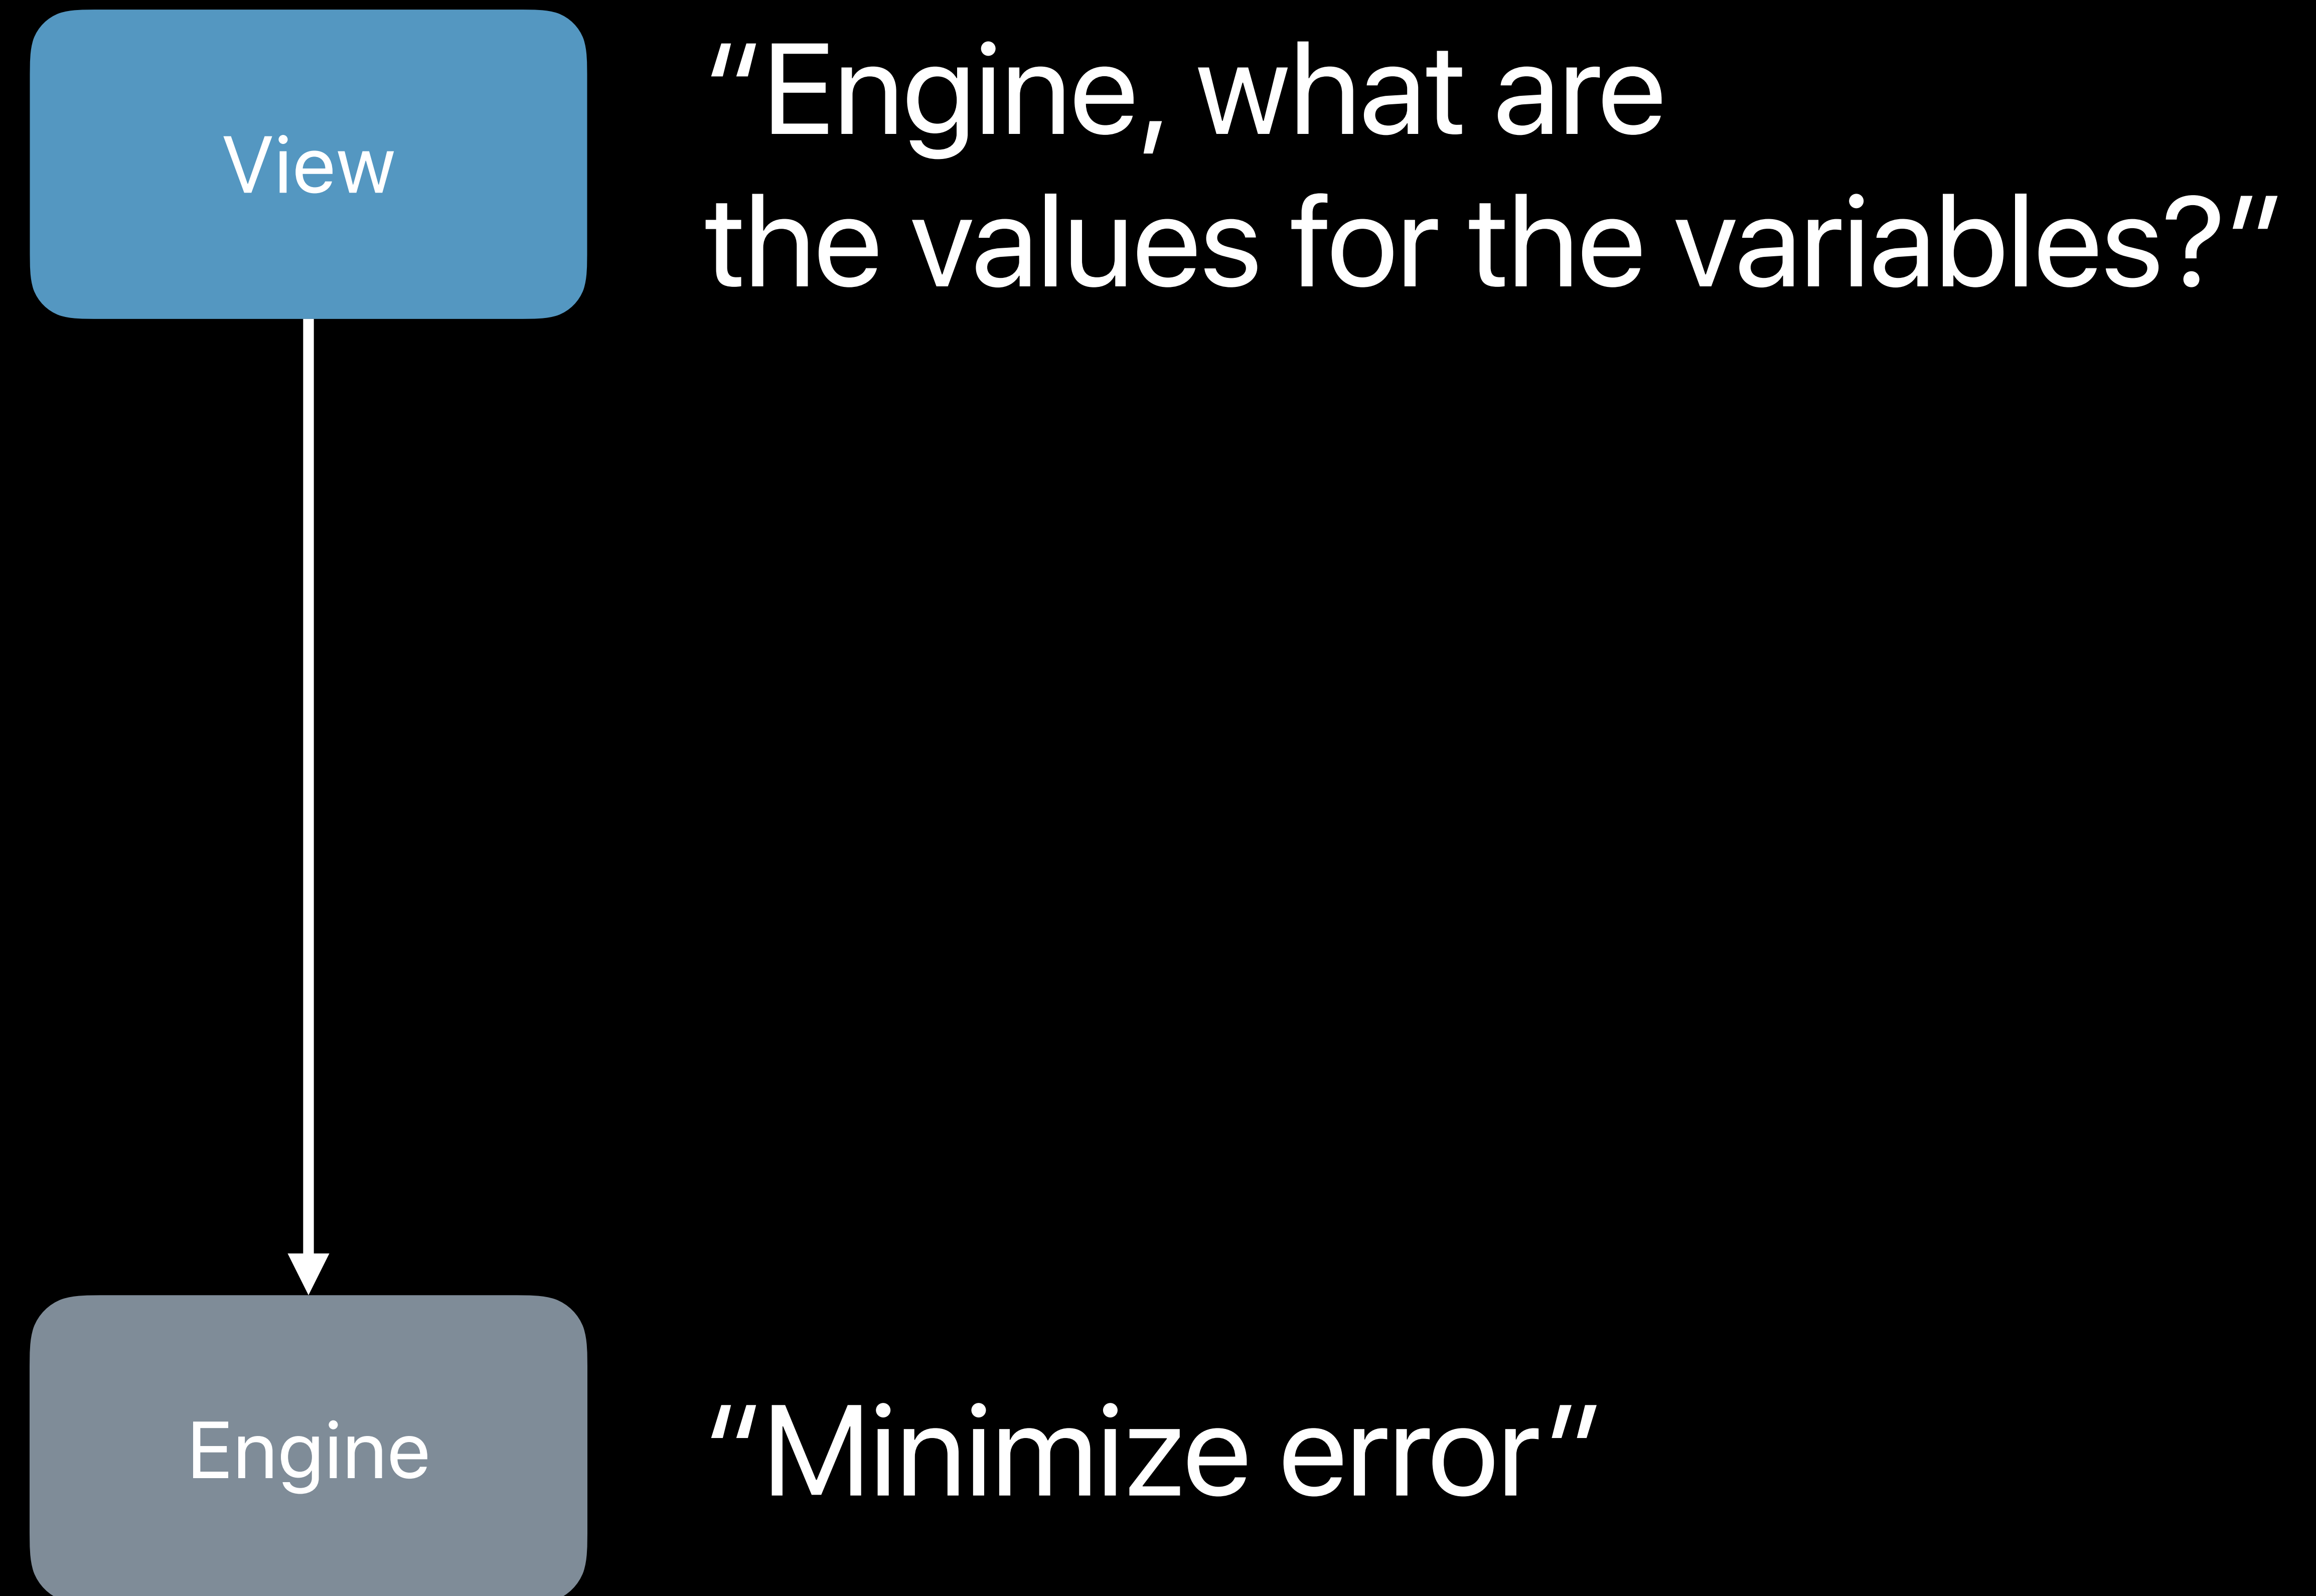 View
“Engine, what are
the values for the variables?”
Engine
“Minimize error”